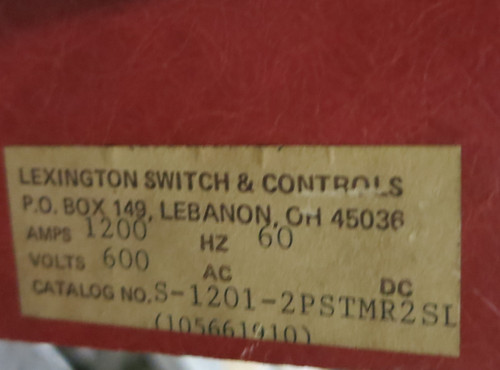 LEXINGTON SWITCH & CONTROLS
P.O. BOX 149, LEBANON, OH 45036
AMPS 1200 HZ 60
VOLTS 600 AC DC
CATALOG NO. S-1201-2PSTMR2SL
(105661910)